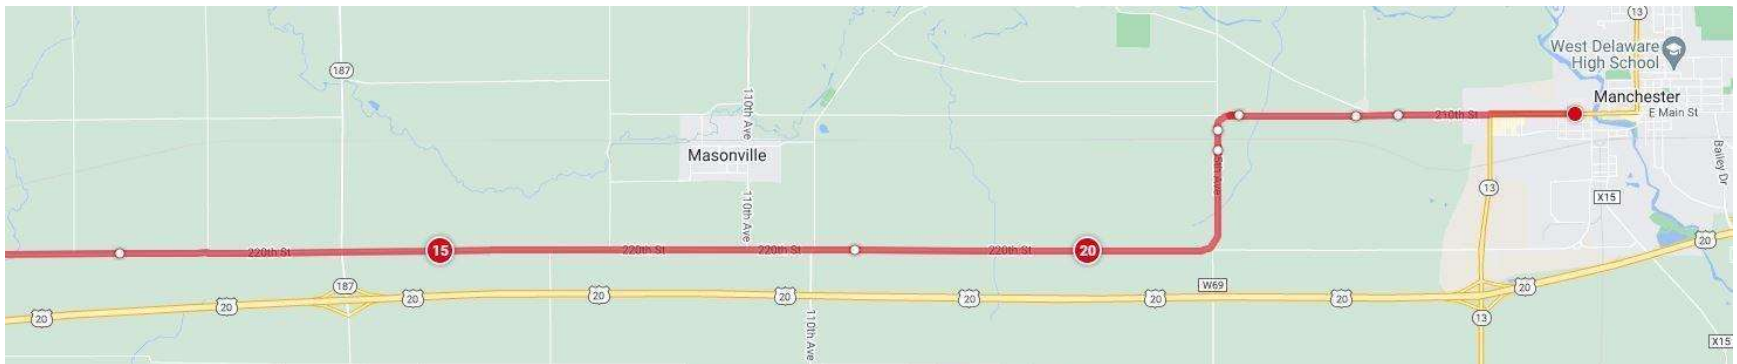 13
West Delaware
High School
187
110th Ave
Manchester
210th St
E Main St
Masonville
Bailey Dr
13
X15
110th Ave
220th St
15
220th St
220th St
220th St
20
20
187
20
20
20
20
20
20
W69
20
20
20
13
110th Ave
X15